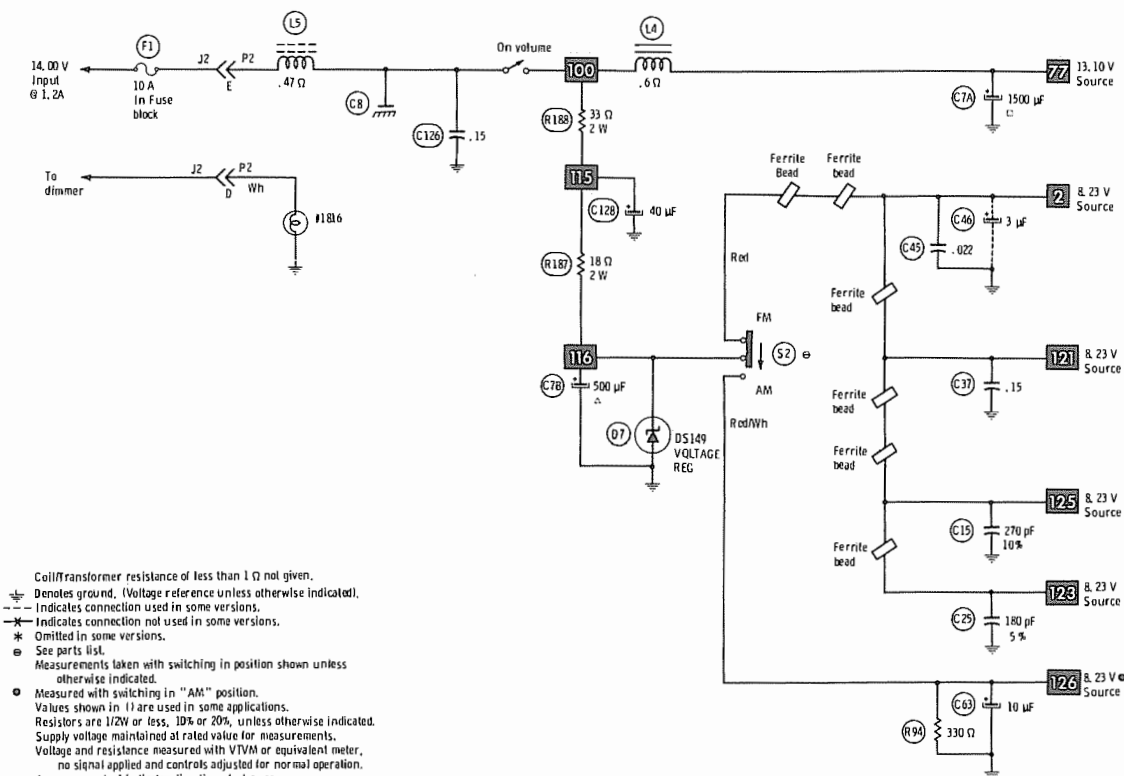 L5
L4
F1
J2
P2
On volume
14.00 V
Input
@ 1.2A
10 A
In Fuse
block
E
.47 Ω
100
.6 Ω
77
13.10 V
Source
C8
C126
.15
R188
33 Ω
2 W
C7A
1500 µF
To
dimmer
J2
P2
D
Wh
#1816
115
C128
40 µF
Ferrite
Bead
Ferrite
bead
2
8.23 V
Source
C46
3 µF
C45
.022
R187
18 Ω
2 W
Red
Ferrite
bead
FM
S2
AM
116
C7B
500 µF
121
8.23 V
Source
C37
.15
Ferrite
bead
Red/Wh
D7
DS149
VOLTAGE
REG
Ferrite
bead
125
8.23 V
Source
C15
270 pF
10%
Ferrite
bead
123
8.23 V
Source
C25
180 pF
5%
126
8.23 V
Source
C63
10 µF
R94
330 Ω
Coil/Transformer resistance of less than 1 Ω not given.
Denotes ground. (Voltage reference unless otherwise indicated).
Indicates connection used in some versions.
Indicates connection not used in some versions.
* Omitted in some versions.
⊖ See parts list.
Measurements taken with switching in position shown unless
otherwise indicated.
Measured with switching in "AM" position.
Values shown in () are used in some applications.
Resistors are 1/2W or less, 10% or 20%, unless otherwise indicated.
Supply voltage maintained at rated value for measurements.
Voltage and resistance measured with VTVM or equivalent meter,
no signal applied and controls adjusted for normal operation.